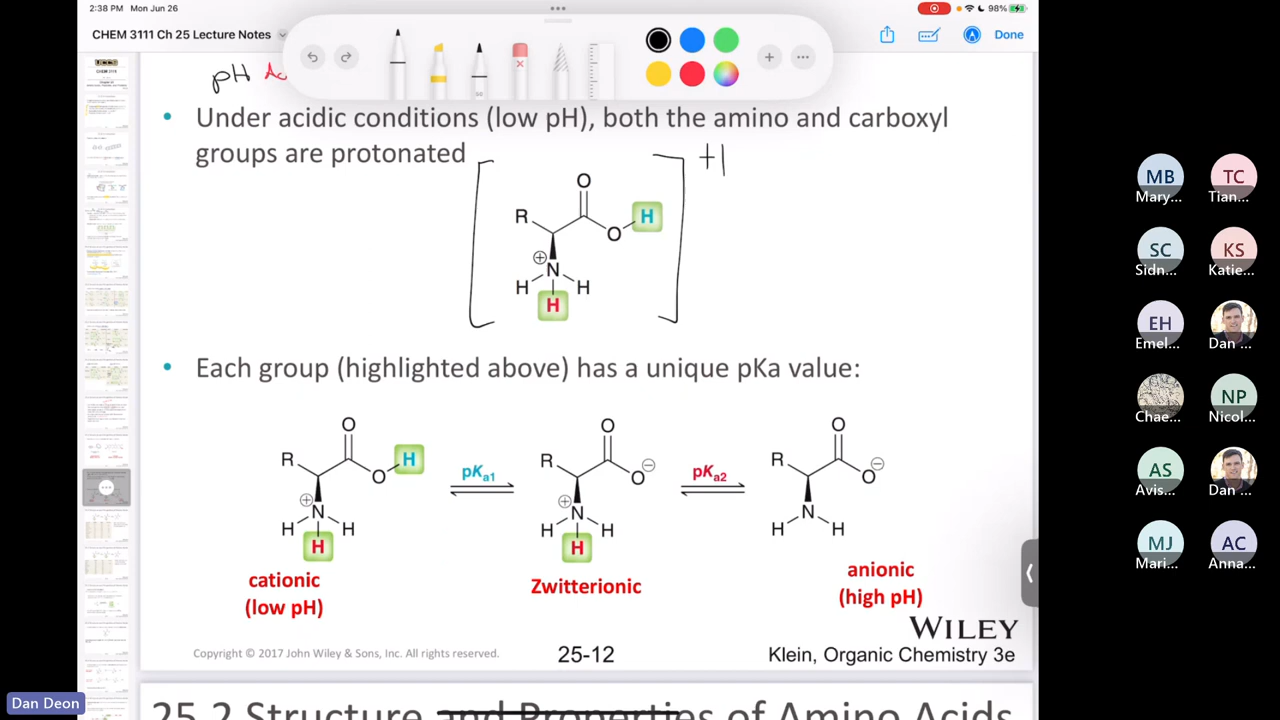 2:38 PM Mon Jun 26
98%
CHEM 3111 Ch 25 Lecture Notes
Done
pH
Under acidic conditions (low pH), both the amino and carboxyl
groups are protonated
+1
O
R
H
O
⊕
N
H
H
H
Each group (highlighted above) has a unique pKa value:
O
O
O
R
H
R
R
O
pKa1
O
⊖
pKa2
O
⊖
⊕
N
⊕
N
N
H
H
H
H
H
H
H
H
cationic
(low pH)
Zwitterionic
anionic
(high pH)
WILEY
Copyright © 2017 John Wiley & Sons, Inc. All rights reserved.
25-12
Klein, Organic Chemistry 3e
25.2 Structure and Properties of Amino Acids
Dan Deon
MB
Mary...
TC
Tian...
SC
Sidn...
KS
Katie...
EH
Emel...
Dan ...
Chae...
NP
Nicol...
AS
Avis...
Dan ...
MJ
Mari...
AC
Anna...